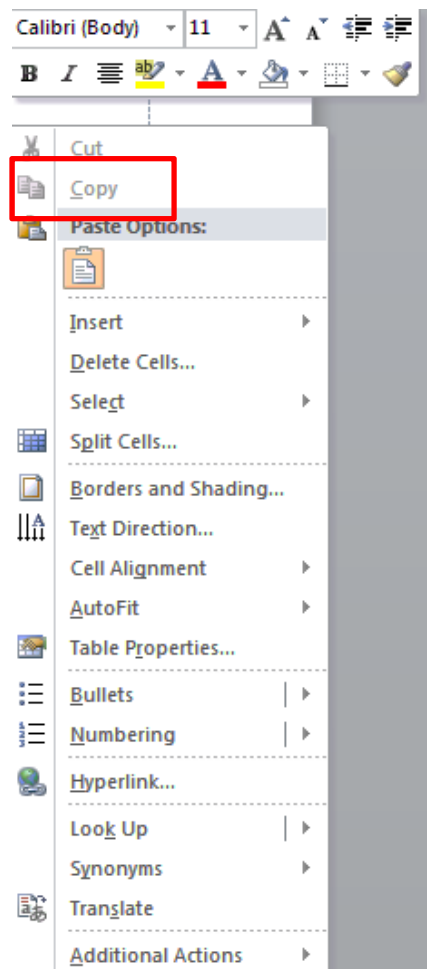 Calibri (Body) 11 A A
B I ab A
Cut
Copy
Paste Options:
Insert
Delete Cells...
Select
Split Cells...
Borders and Shading...
Text Direction...
Cell Alignment
AutoFit
Table Properties...
Bullets
Numbering
Hyperlink...
Look Up
Synonyms
Translate
Additional Actions